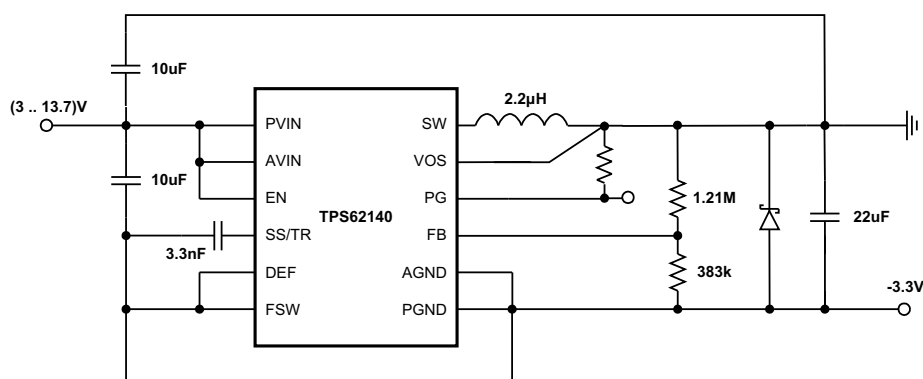 10uF
(3 .. 13.7)V
10uF
3.3nF
PVIN
AVIN
EN
SS/TR
DEF
FSW
TPS62140
SW
VOS
PG
FB
AGND
PGND
2.2µH
1.21M
383k
22uF
-3.3V